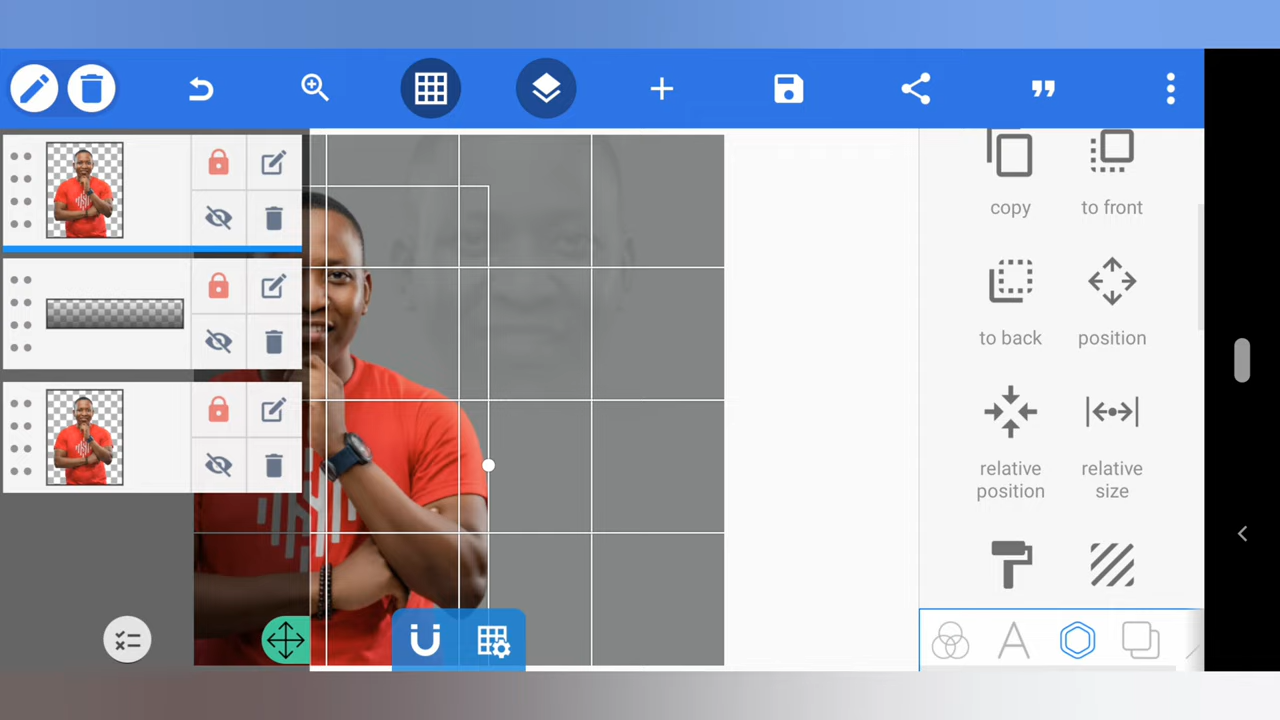 copy
to front
to back
position
relative
position
relative
size